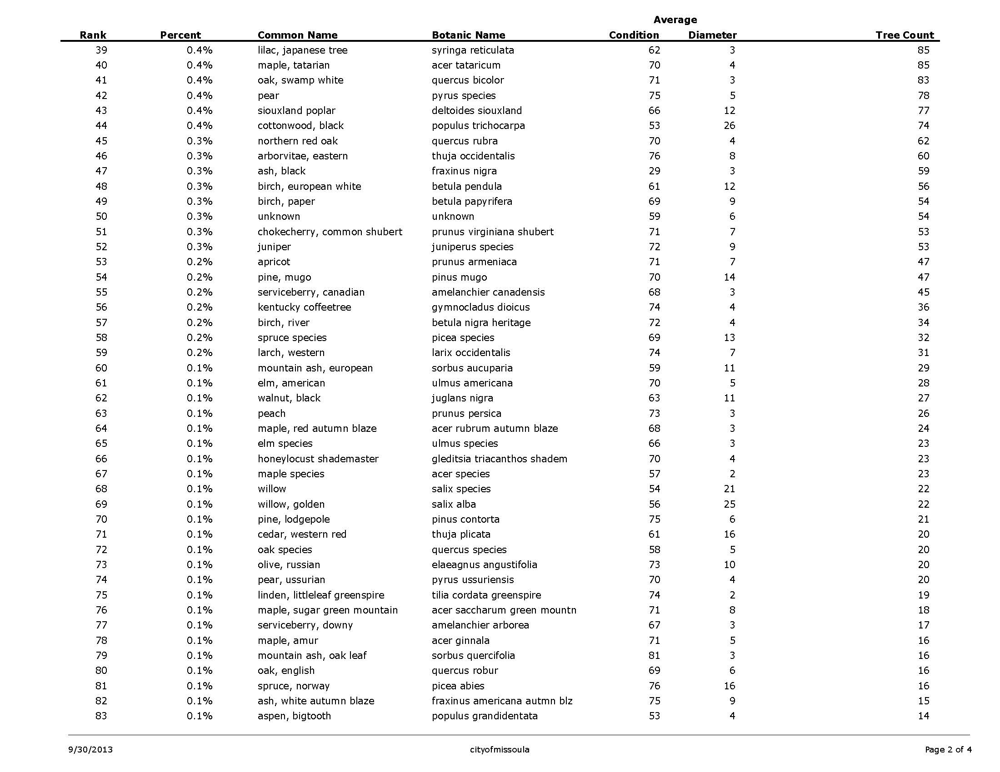 Average
Rank Percent Common Name Botanic Name Condition Diameter Tree Count
39 0.4% lilac, japanese tree syringa reticulata 62 3 85
40 0.4% maple, tatarian acer tataricum 70 4 85
41 0.4% oak, swamp white quercus bicolor 71 3 83
42 0.4% pear pyrus species 75 5 78
43 0.4% siouxland poplar deltoides siouxland 66 12 77
44 0.4% cottonwood, black populus trichocarpa 53 26 74
45 0.3% northern red oak quercus rubra 70 4 62
46 0.3% arborvitae, eastern thuja occidentalis 76 8 60
47 0.3% ash, black fraxinus nigra 29 3 59
48 0.3% birch, european white betula pendula 61 12 56
49 0.3% birch, paper betula papyrifera 69 9 54
50 0.3% unknown unknown 59 6 54
51 0.3% chokecherry, common shubert prunus virginiana shubert 71 7 53
52 0.3% juniper juniperus species 72 9 53
53 0.2% apricot prunus armeniaca 71 7 47
54 0.2% pine, mugo pinus mugo 70 14 47
55 0.2% serviceberry, canadian amelanchier canadensis 68 3 45
56 0.2% kentucky coffeetree gymnocladus dioicus 74 4 36
57 0.2% birch, river betula nigra heritage 72 4 34
58 0.2% spruce species picea species 69 13 32
59 0.2% larch, western larix occidentalis 74 7 31
60 0.1% mountain ash, european sorbus aucuparia 59 11 29
61 0.1% elm, american ulmus americana 70 5 28
62 0.1% walnut, black juglans nigra 63 11 27
63 0.1% peach prunus persica 73 3 26
64 0.1% maple, red autumn blaze acer rubrum autumn blaze 68 3 24
65 0.1% elm species ulmus species 66 3 23
66 0.1% honeylocust shademaster gleditsia triacanthos shadem 70 4 23
67 0.1% maple species acer species 57 2 23
68 0.1% willow salix species 54 21 22
69 0.1% willow, golden salix alba 56 25 22
70 0.1% pine, lodgepole pinus contorta 75 6 21
71 0.1% cedar, western red thuja plicata 61 16 20
72 0.1% oak species quercus species 58 5 20
73 0.1% olive, russian elaeagnus angustifolia 73 10 20
74 0.1% pear, ussurian pyrus ussuriensis 70 4 20
75 0.1% linden, littleleaf greenspire tilia cordata greenspire 74 2 19
76 0.1% maple, sugar green mountain acer saccharum green mountn 71 8 18
77 0.1% serviceberry, downy amelanchier arborea 67 3 17
78 0.1% maple, amur acer ginnala 71 5 16
79 0.1% mountain ash, oak leaf sorbus quercifolia 81 3 16
80 0.1% oak, english quercus robur 69 6 16
81 0.1% spruce, norway picea abies 76 16 16
82 0.1% ash, white autumn blaze fraxinus americana autmn blz 75 9 15
83 0.1% aspen, bigtooth populus grandidentata 53 4 14
9/30/2013 cityofmissoula Page 2 of 4